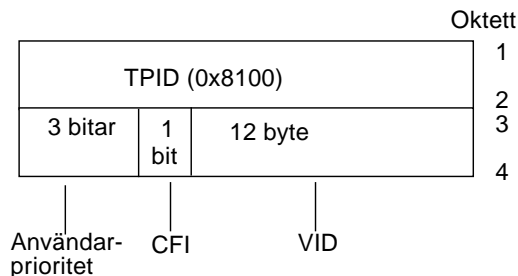 Oktett
1
TPID (0x8100)
2
3 bitar 1 bit 12 byte 3
4
Användar-
prioritet
CFI
VID